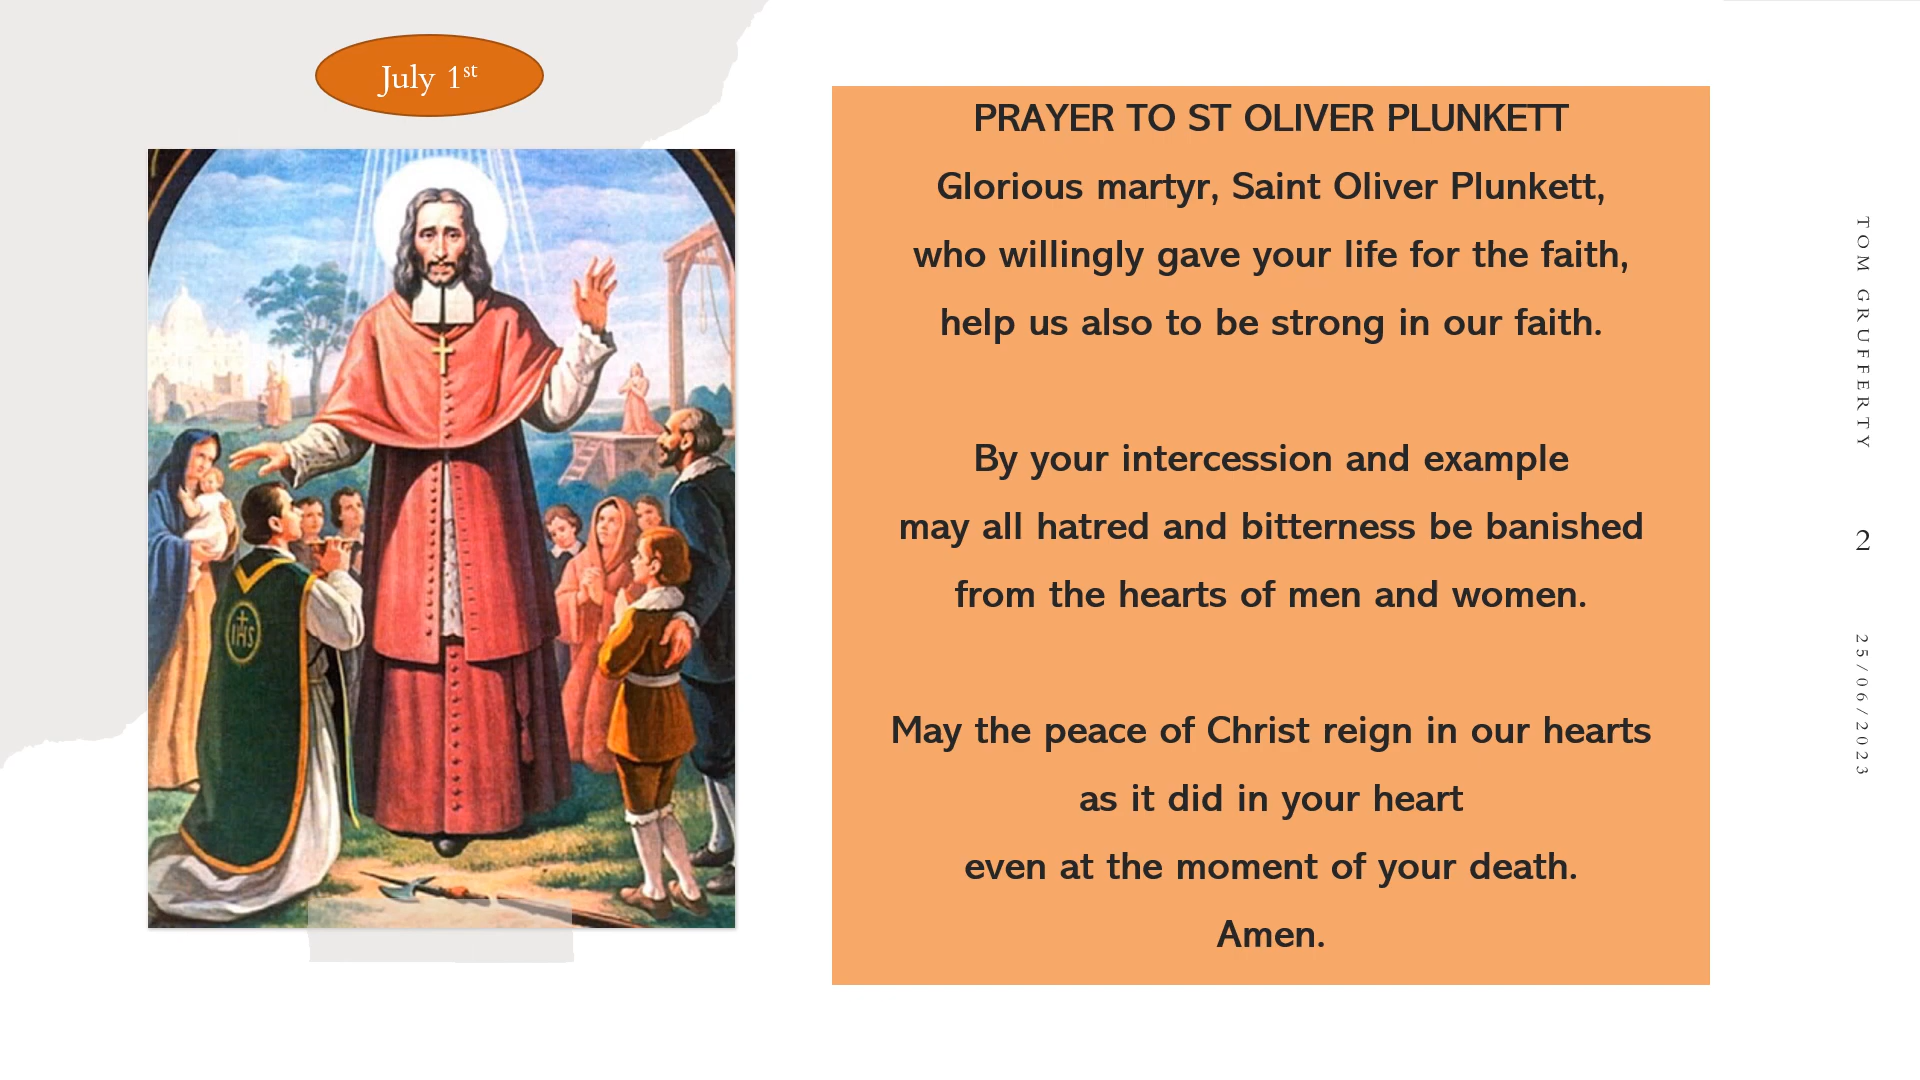 July 1st
PRAYER TO ST OLIVER PLUNKETT
Glorious martyr, Saint Oliver Plunkett,
who willingly gave your life for the faith,
help us also to be strong in our faith.
By your intercession and example
may all hatred and bitterness be banished
from the hearts of men and women.
May the peace of Christ reign in our hearts
as it did in your heart
even at the moment of your death.
Amen.
IHS
TOM GRUFFERTY
2
25/06/2023